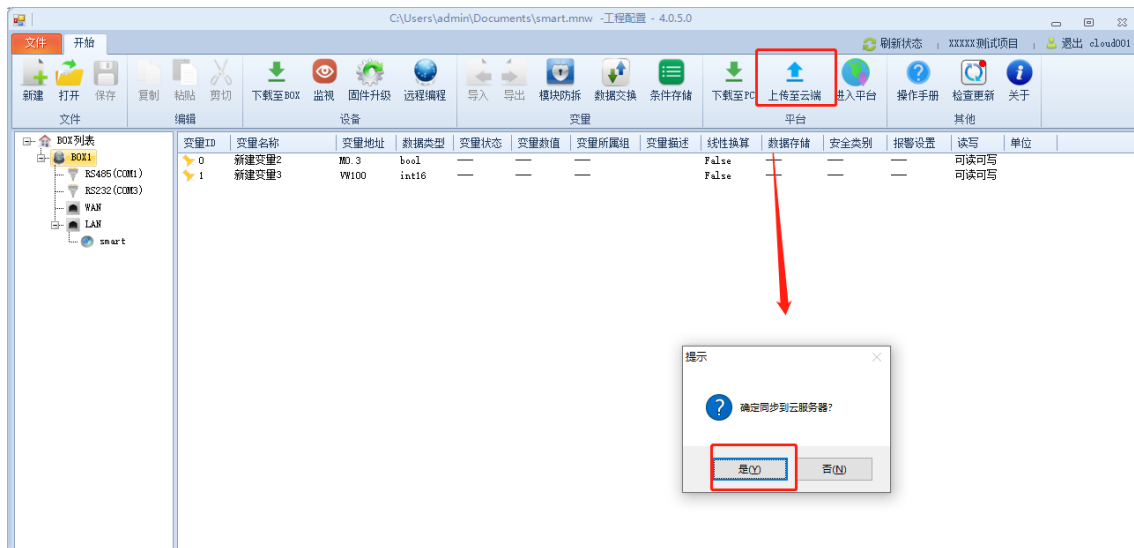 C:\Users\admin\Documents\smart.mnw -工程配置 - 4.0.5.0
文件 开始 刷新状态 XXXXX测试项目 退出 cloud001
新建 打开 保存 复制 粘贴 剪切 下载至BOX 监视 固件升级 远程编程 导入 导出 模块防拆 数据交换 条件存储 下载至PC 上传至云端 进入平台 操作手册 检查更新 关于
文件 编辑 设备 变量 平台 其他
BOX列表
BOX1
RS485(COM1)
RS232(COM3)
WAN
LAN
smart
变量ID 变量名称 变量地址 数据类型 变量状态 变量数值 变量所属组 变量描述 线性换算 数据存储 安全类别 报警设置 读写 单位
0 新建变量2 M0.3 bool —— —— —— False —— —— —— 可读可写
1 新建变量3 VW100 int16 —— —— —— False —— —— —— 可读可写
提示
确定同步到云服务器?
是(Y) 否(N)